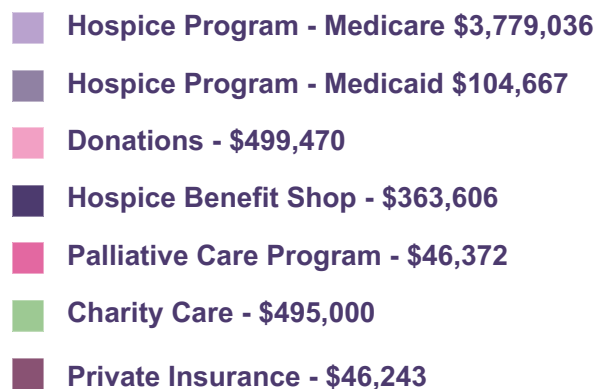 Hospice Program - Medicare $3,779,036
Hospice Program - Medicaid $104,667
Donations - $499,470
Hospice Benefit Shop - $363,606
Palliative Care Program - $46,372
Charity Care - $495,000
Private Insurance - $46,243